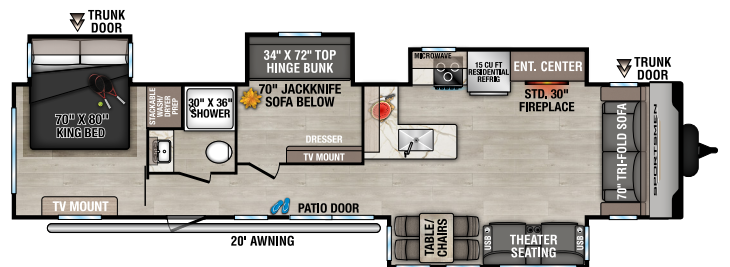 TRUNK
DOOR
34" X 72" TOP
HINGE BUNK
70" JACKKNIFE
SOFA BELOW
MICROWAVE
15 CU FT
RESIDENTIAL
REFRIG
ENT. CENTER
STD. 30"
FIREPLACE
TRUNK
DOOR
70" X 80"
KING BED
STACKABLE
WASH/
DRYER
PREP
30" X 36"
SHOWER
DRESSER
TV MOUNT
70" TRI-FOLD SOFA
SPORTSMEN
TV MOUNT
PATIO DOOR
20' AWNING
TABLE/
CHAIRS
USB
THEATER
SEATING
USB